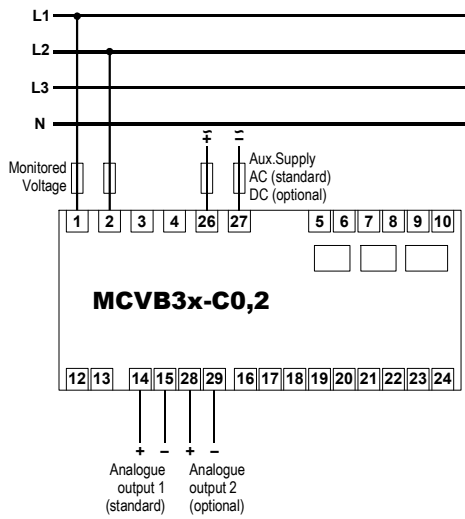 L1
L2
L3
N
≂ ≂
+ −
Monitored
Voltage
Aux.Supply
AC (standard)
DC (optional)
1 2 3 4 26 27 5 6 7 8 9 10
MCVB3x-C0,2
12 13 14 15 28 29 16 17 18 19 20 21 22 23 24
+ − + −
Analogue
output 1
(standard)
Analogue
output 2
(optional)